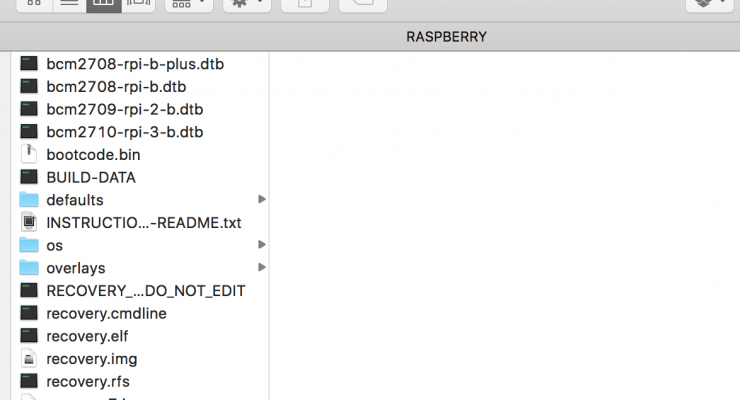 RASPBERRY
bcm2708-rpi-b-plus.dtb
bcm2708-rpi-b.dtb
bcm2709-rpi-2-b.dtb
bcm2710-rpi-3-b.dtb
bootcode.bin
BUILD-DATA
defaults
INSTRUCTIO...-README.txt
os
overlays
RECOVERY_...DO_NOT_EDIT
recovery.cmdline
recovery.elf
recovery.img
recovery.rfs